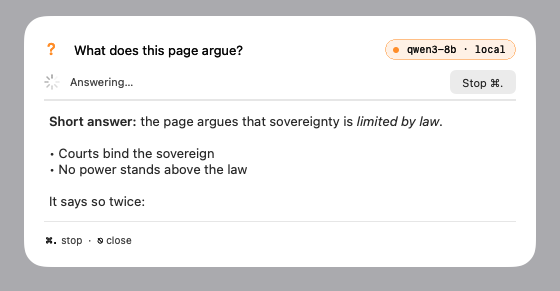 ? What does this page argue? qwen3-8b · local
Answering… Stop ⌘.
Short answer: the page argues that sovereignty is limited by law.
• Courts bind the sovereign
• No power stands above the law
It says so twice:
⌘. stop · ⎋ close